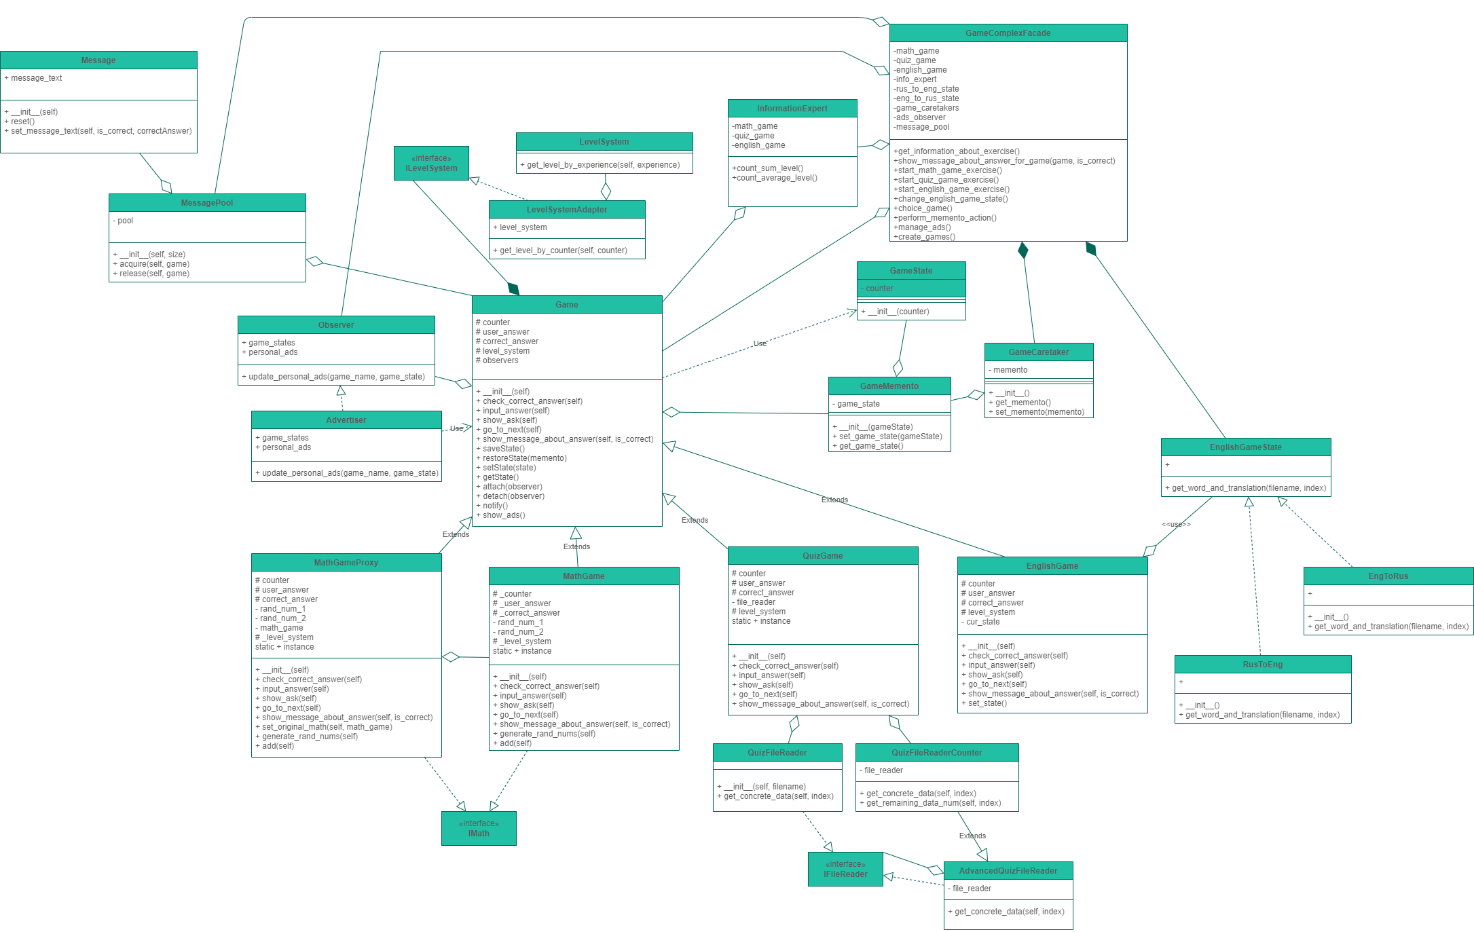 GameComplexFacade
-math_game
-quiz_game
-english_game
-info_expert
-rus_to_eng_state
-eng_to_rus_state
-game_caretakers
-ads_observer
-message_pool
+get_information_about_exercise()
+show_message_about_answer_for_game(game, is_correct)
+start_math_game_exercise()
+start_quiz_game_exercise()
+start_english_game_exercise()
+change_english_game_state()
+choice_game()
+perform_memento_action()
+manage_ads()
+create_games()
Message
+ message_text
+ __init__(self)
+ reset()
+ set_message_text(self, is_correct, correctAnswer)
InformationExpert
-math_game
-quiz_game
-english_game
+count_sum_level()
+count_average_level()
LevelSystem
+ get_level_by_experience(self, experience)
«interface»
ILevelSystem
MessagePool
- pool
+ __init__(self, size)
+ acquire(self, game)
+ release(self, game)
LevelSystemAdapter
+ level_system
+ get_level_by_counter(self, counter)
GameState
- counter
+ __init__(counter)
Game
# counter
# user_answer
# correct_answer
# level_system
# observers
+ __init__(self)
+ check_correct_answer(self)
+ input_answer(self)
+ show_ask(self)
+ go_to_next(self)
+ show_message_about_answer(self, is_correct)
+ saveState()
+ restoreState(memento)
+ setState(state)
+ getState()
+ attach(observer)
+ detach(observer)
+ notify()
+ show_ads()
Observer
+ game_states
+ personal_ads
+ update_personal_ads(game_name, game_state)
Use
GameCaretaker
- memento
+ __init__()
+ get_memento()
+ set_memento(memento)
GameMemento
- game_state
+ __init__(gameState)
+ set_game_state(gameState)
+ get_game_state()
Advertiser
+ game_states
+ personal_ads
+ update_personal_ads(game_name, game_state)
Use
EnglishGameState
+
+ get_word_and_translation(filename, index)
Extends
Extends
Extends
Extends
<<use>>
MathGameProxy
# counter
# user_answer
# correct_answer
- rand_num_1
- rand_num_2
- math_game
# _level_system
static + instance
+ __init__(self)
+ check_correct_answer(self)
+ input_answer(self)
+ show_ask(self)
+ go_to_next(self)
+ show_message_about_answer(self, is_correct)
+ set_original_math(self, math_game)
+ generate_rand_nums(self)
+ add(self)
MathGame
# _counter
# _user_answer
# _correct_answer
- rand_num_1
- rand_num_2
# _level_system
static + instance
+ __init__(self)
+ check_correct_answer(self)
+ input_answer(self)
+ show_ask(self)
+ go_to_next(self)
+ show_message_about_answer(self, is_correct)
+ generate_rand_nums(self)
+ add(self)
QuizGame
# counter
# user_answer
# correct_answer
- file_reader
# level_system
static + instance
+ __init__(self)
+ check_correct_answer(self)
+ input_answer(self)
+ show_ask(self)
+ go_to_next(self)
+ show_message_about_answer(self, is_correct)
EnglishGame
# counter
# user_answer
# correct_answer
# level_system
- cur_state
+ __init__(self)
+ check_correct_answer(self)
+ input_answer(self)
+ show_ask(self)
+ go_to_next(self)
+ show_message_about_answer(self, is_correct)
+ set_state()
EngToRus
+
+ __init__()
+ get_word_and_translation(filename, index)
RusToEng
+
+ __init__()
+ get_word_and_translation(filename, index)
QuizFileReader
+ __init__(self, filename)
+ get_concrete_data(self, index)
QuizFileReaderCounter
- file_reader
+ get_concrete_data(self, index)
+ get_remaining_data_num(self, index)
«interface»
IMath
Extends
«interface»
IFileReader
AdvancedQuizFileReader
- file_reader
+ get_concrete_data(self, index)